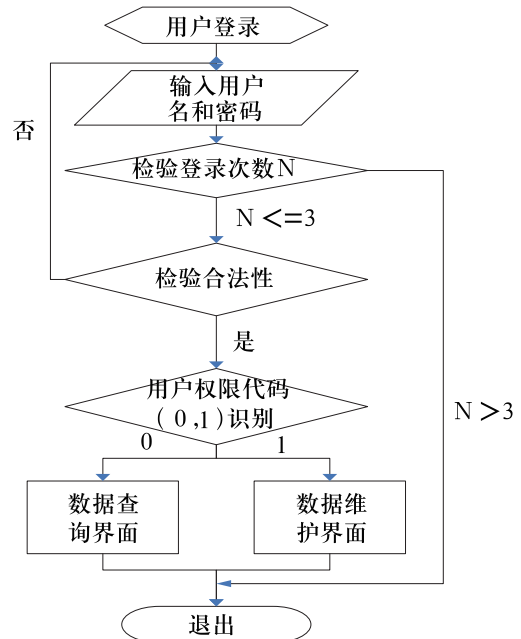 用户登录
输入用户
名和密码
否
检验登录次数N
N <=3
检验合法性
是
用户权限代码
(0,1)识别
N >3
0
1
数据查
询界面
数据维
护界面
退出